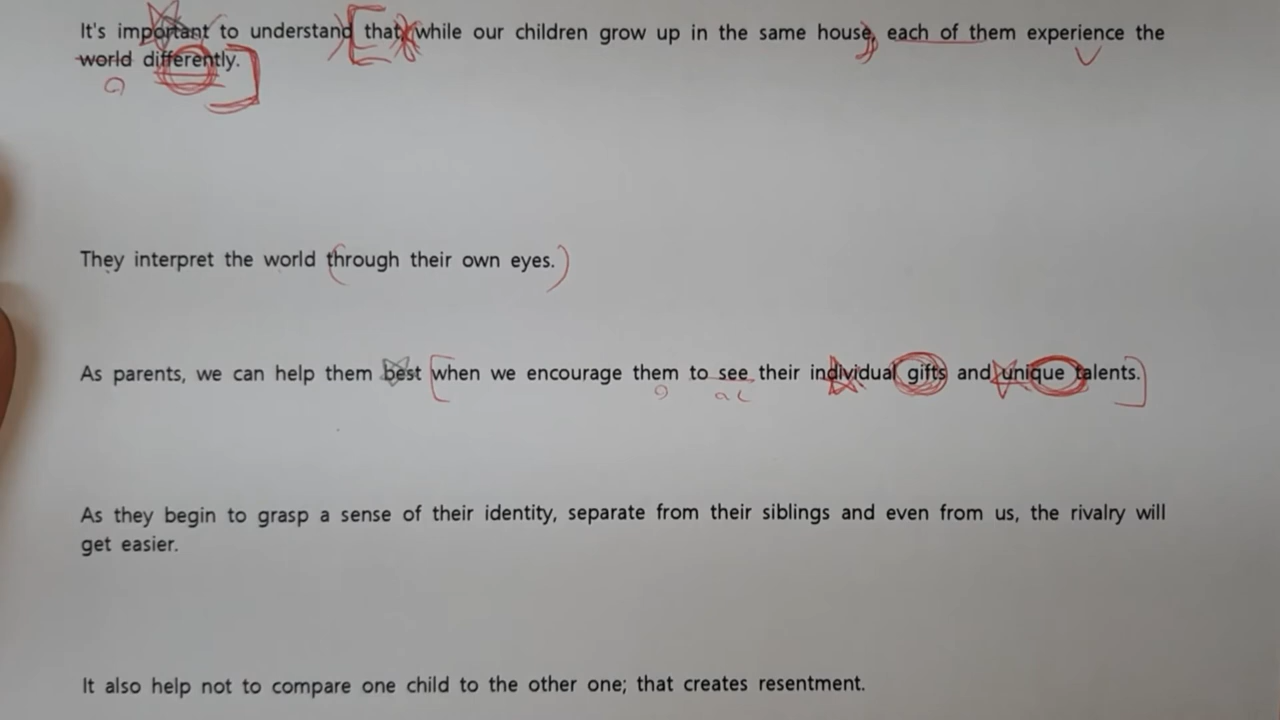 It's important to understand that, while our children grow up in the same house, each of them experience the
world differently.
They interpret the world through their own eyes.
As parents, we can help them best when we encourage them to see their individual gifts and unique talents.
As they begin to grasp a sense of their identity, separate from their siblings and even from us, the rivalry will
get easier.
It also help not to compare one child to the other one; that creates resentment.